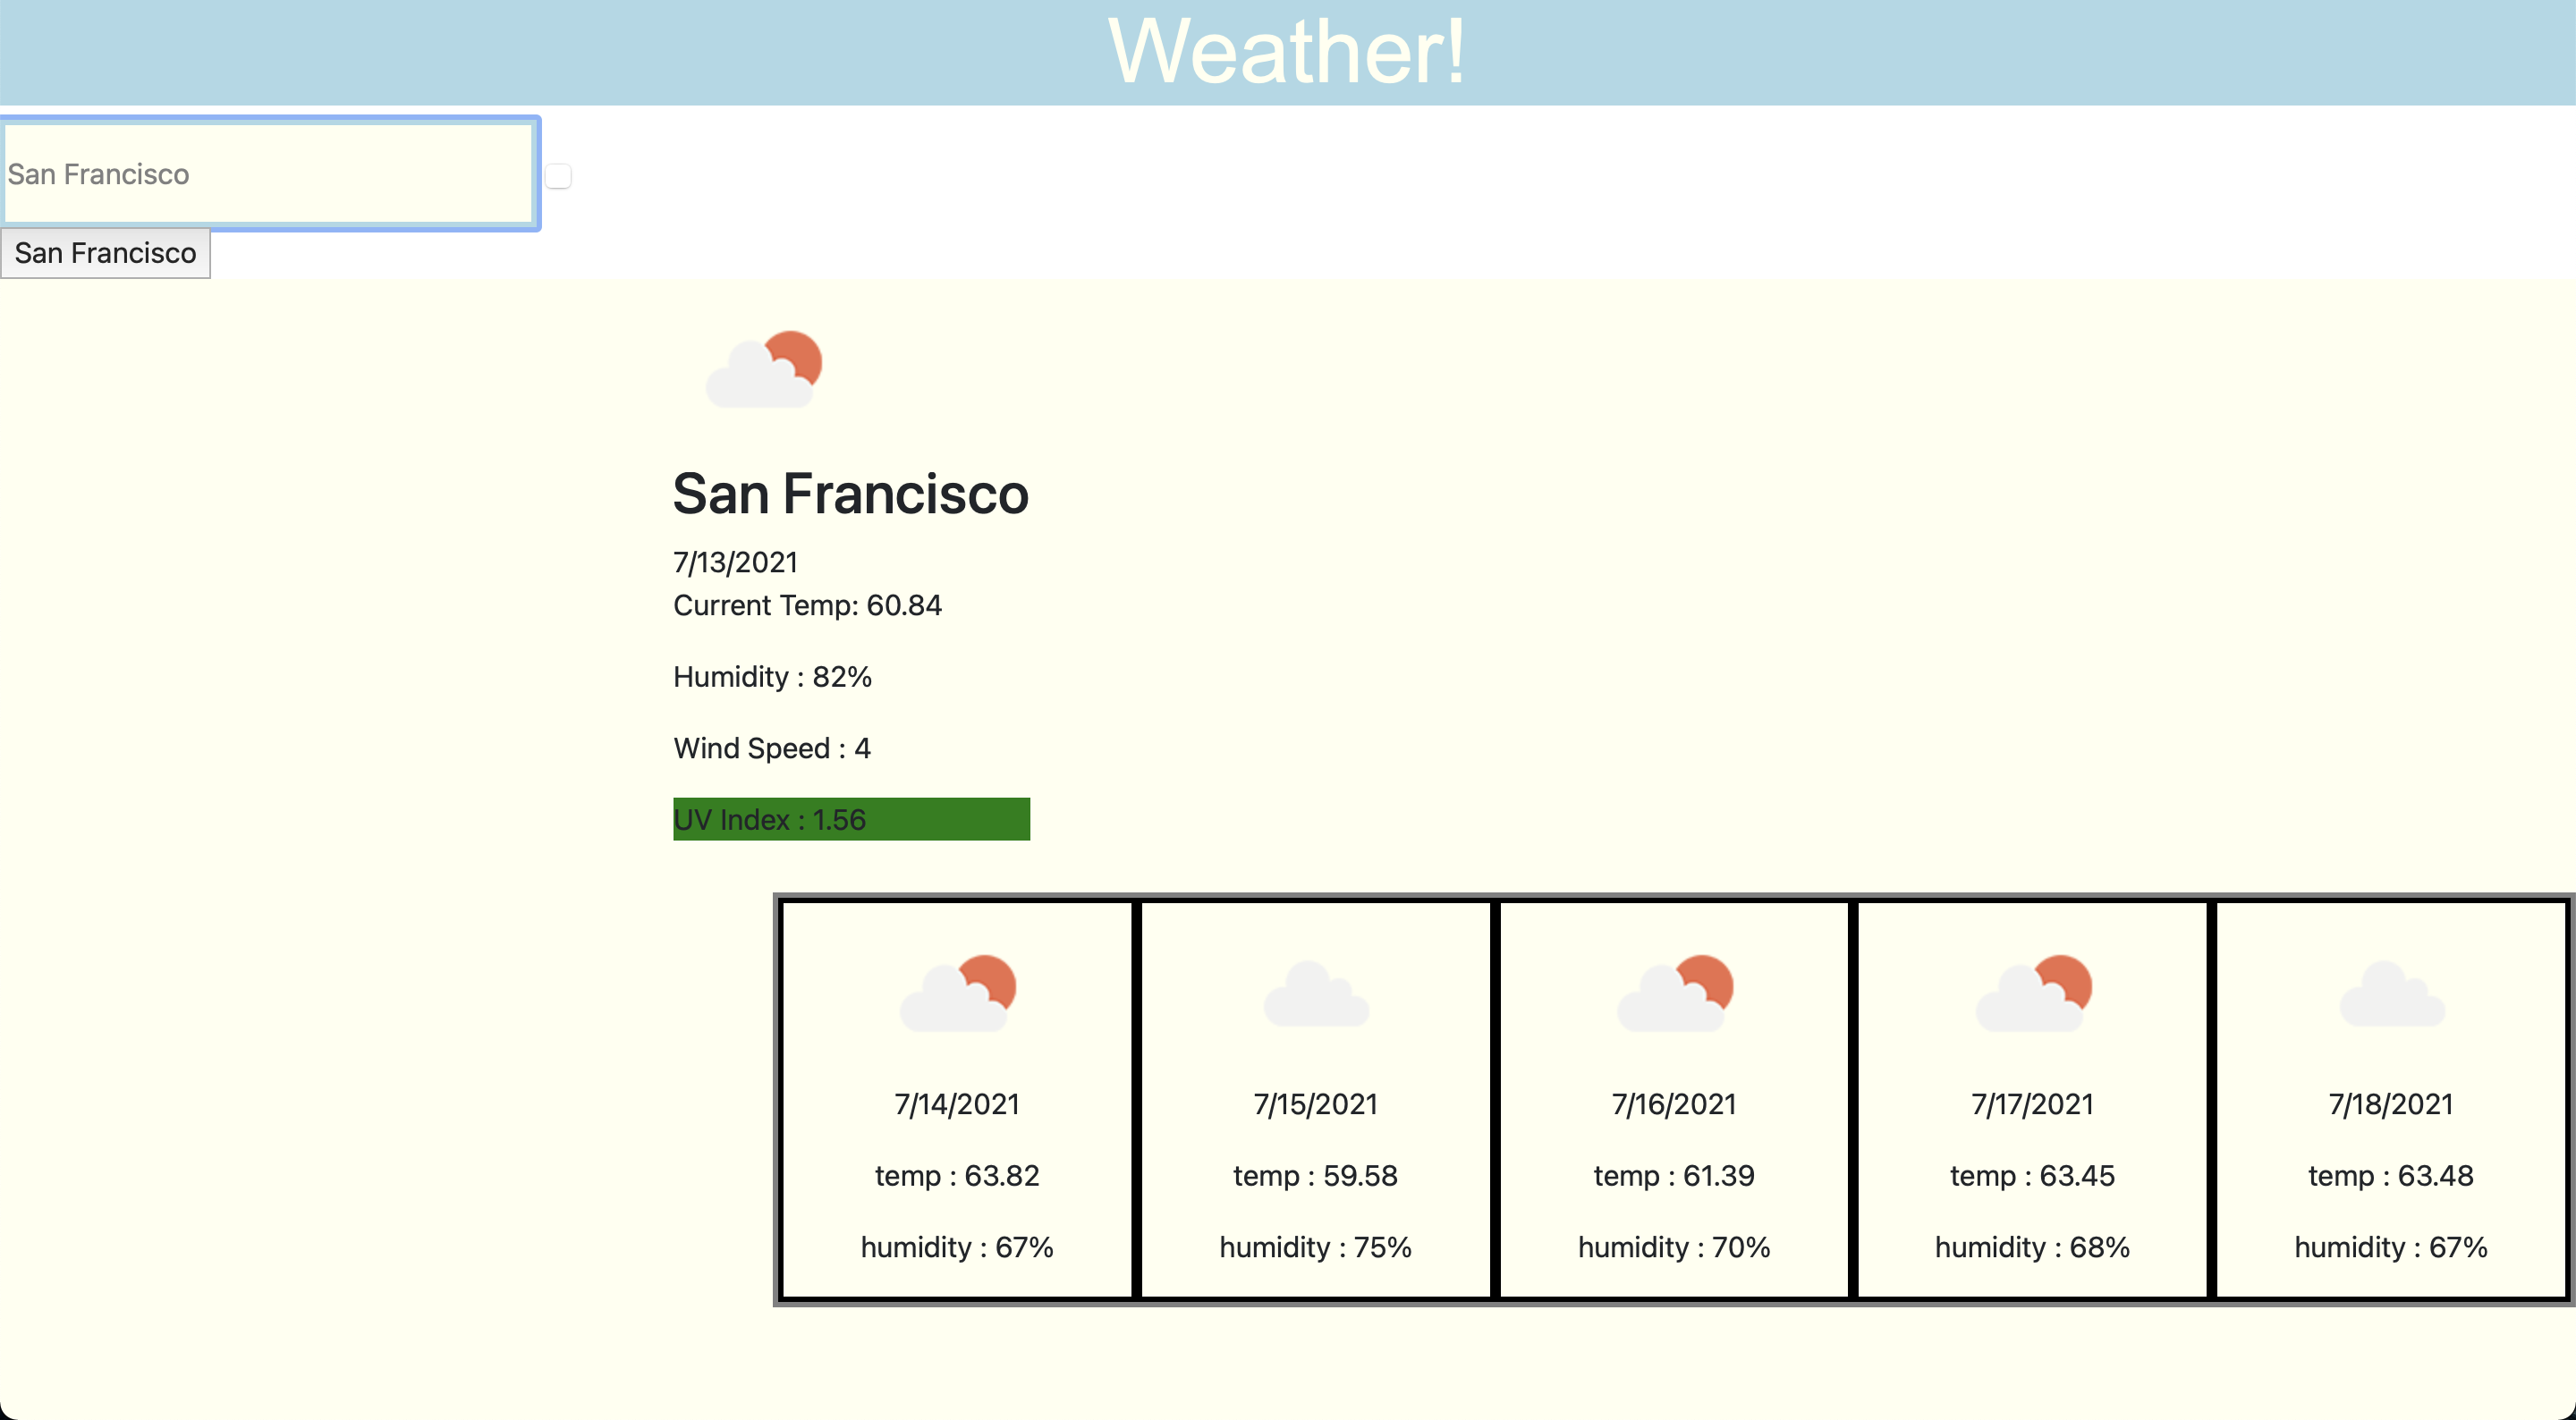 Weather!
San Francisco
San Francisco
San Francisco
7/13/2021
Current Temp: 60.84
Humidity : 82%
Wind Speed : 4
UV Index : 1.56
7/14/2021
temp : 63.82
humidity : 67%
7/15/2021
temp : 59.58
humidity : 75%
7/16/2021
temp : 61.39
humidity : 70%
7/17/2021
temp : 63.45
humidity : 68%
7/18/2021
temp : 63.48
humidity : 67%